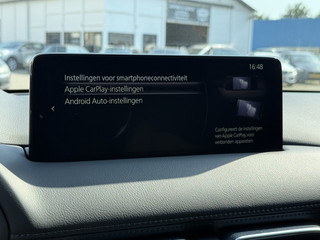 16:48
Instellingen voor smartphoneconnectiviteit
Apple CarPlay-instellingen
Android Auto-instellingen
Configureert de instellingen
van Apple CarPlay voor
verbonden apparaten.